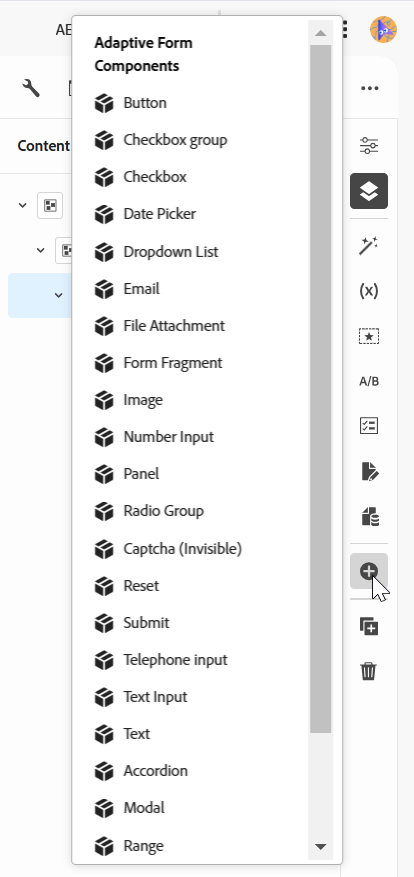 AE
Adaptive Form
Components
Button
Checkbox group
Checkbox
Date Picker
Dropdown List
Email
File Attachment
Form Fragment
Image
Number Input
Panel
Radio Group
Captcha (Invisible)
Reset
Submit
Telephone input
Text Input
Text
Accordion
Modal
Range
Content
(x)
A/B